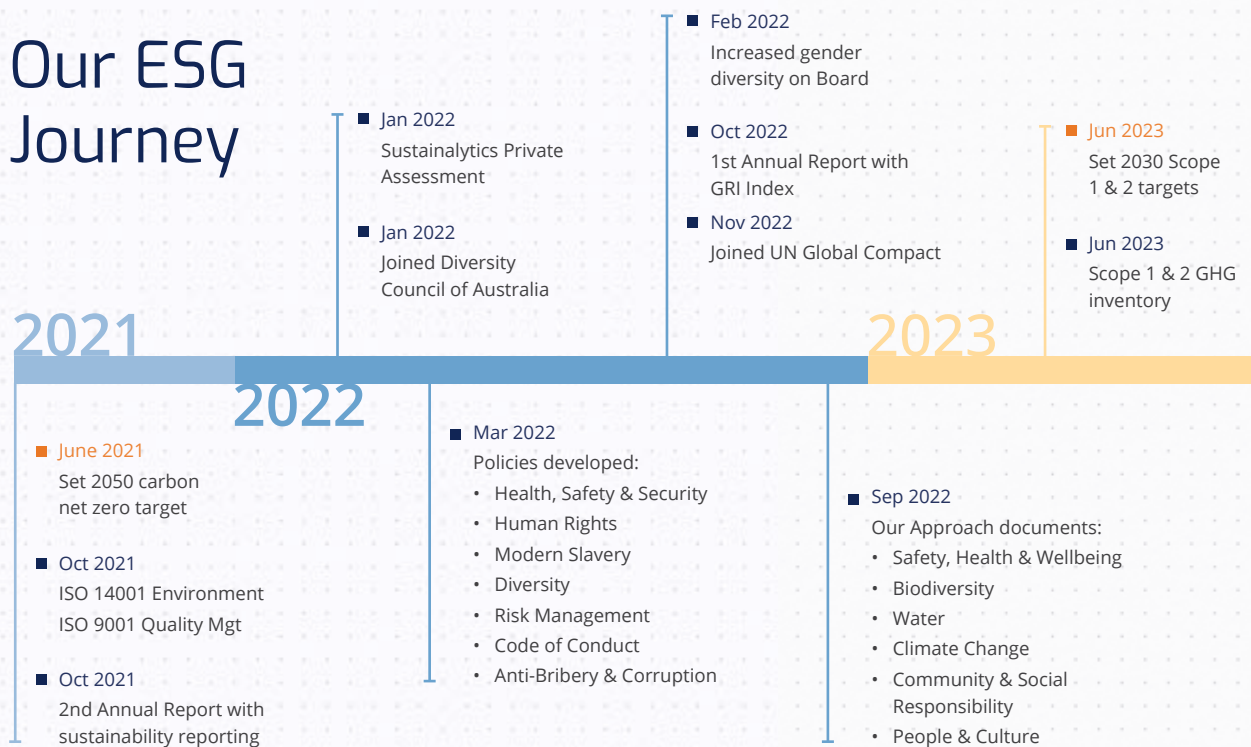 Our ESG
Journey
2021
June 2021
Set 2050 carbon
net zero target
Oct 2021
ISO 14001 Environment
ISO 9001 Quality Mgt
Oct 2021
2nd Annual Report with
sustainability reporting
2022
Jan 2022
Sustainalytics Private
Assessment
Jan 2022
Joined Diversity
Council of Australia
Mar 2022
Policies developed:
• Health, Safety & Security
• Human Rights
• Modern Slavery
• Diversity
• Risk Management
• Code of Conduct
• Anti-Bribery & Corruption
Feb 2022
Increased gender
diversity on Board
Oct 2022
1st Annual Report with
GRI Index
Nov 2022
Joined UN Global Compact
Sep 2022
Our Approach documents:
• Safety, Health & Wellbeing
• Biodiversity
• Water
• Climate Change
• Community & Social
Responsibility
• People & Culture
2023
Jun 2023
Set 2030 Scope
1 & 2 targets
Jun 2023
Scope 1 & 2 GHG
inventory